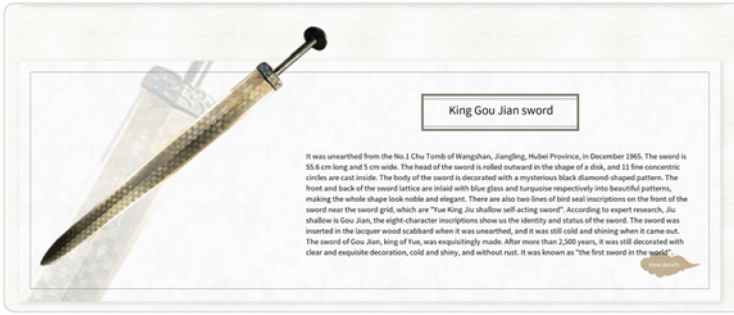 King Gou Jian sword
It was unearthed from the No.1 Chu Tomb of Wangshan, Jiangling, Hubei Province, in December 1965. The sword is
55.6 cm long and 5 cm wide. The head of the sword is rolled outward in the shape of a disk, and 11 fine concentric
circles are cast inside. The body of the sword is decorated with a mysterious black diamond-shaped pattern. The
front and back of the sword lattice are inlaid with blue glass and turquoise respectively into beautiful patterns,
making the whole shape look noble and elegant. There are also two lines of bird seal inscriptions on the front of the
sword near the sword grid, which are "Yue King Jiu shallow self-acting sword". According to expert research, Jiu
shallow is Gou Jian, the eight-character inscriptions show us the identity and status of the sword. The sword was
inserted in the lacquer wood scabbard when it was unearthed, and it was still cold and shining when it came out.
The sword of Gou Jian, king of Yue, was exquisitingly made. After more than 2,500 years, it was still decorated with
clear and exquisite decoration, cold and shiny, and without rust. It was known as "the first sword in the world".
View details